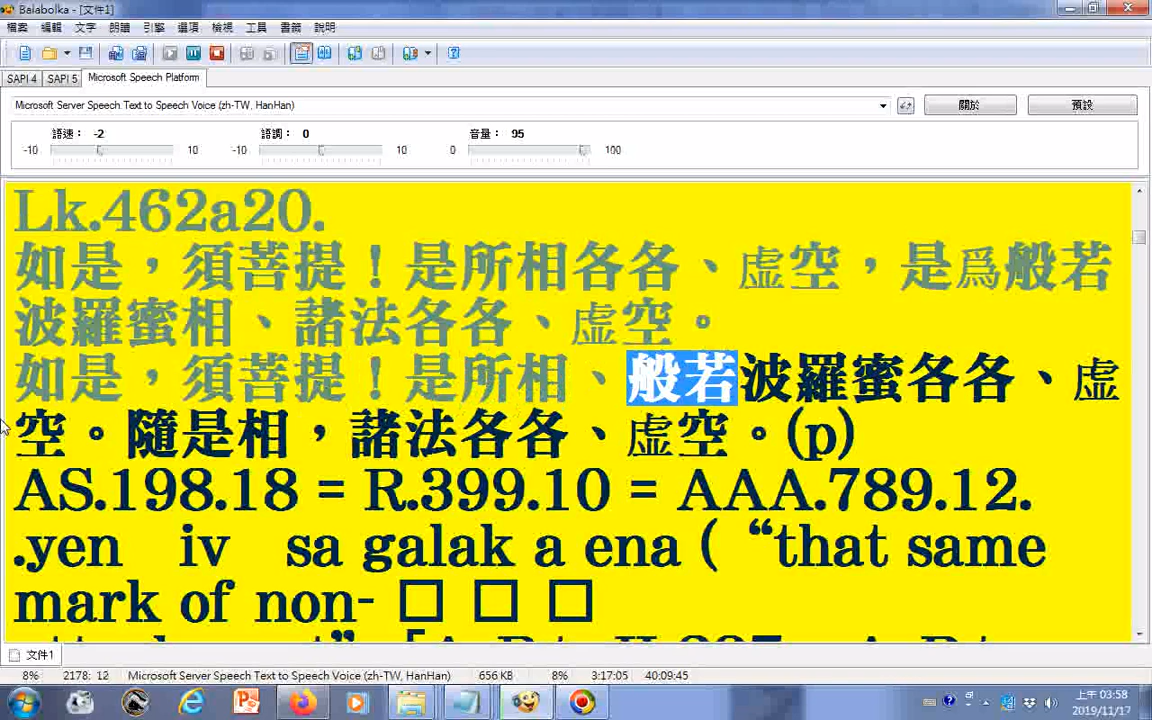 Balabolka - [文件1]
檔案 編輯 文字 朗讀 引擎 選項 檢視 工具 書籤 說明
SAPI 4 SAPI 5 Microsoft Speech Platform
Microsoft Server Speech Text to Speech Voice (zh-TW, HanHan) 關於 預設
語速： -2 語調： 0 音量： 95
-10 10 -10 10 0 100
Lk.462a20.
如是，須菩提！是所相各各、虛空，是爲般若
波羅蜜相、諸法各各、虛空。
如是，須菩提！是所相、般若波羅蜜各各、虛
空。隨是相，諸法各各、虛空。(p)
AS.198.18 = R.399.10 = AAA.789.12.
.yen iv sa galak a ena ( “that same
mark of non- □ □ □
文件1
8% 2178: 12 Microsoft Server Speech Text to Speech Voice (zh-TW, HanHan) 656 KB 8% 3:17:05 40:09:45
上午 03:58
2019/11/17